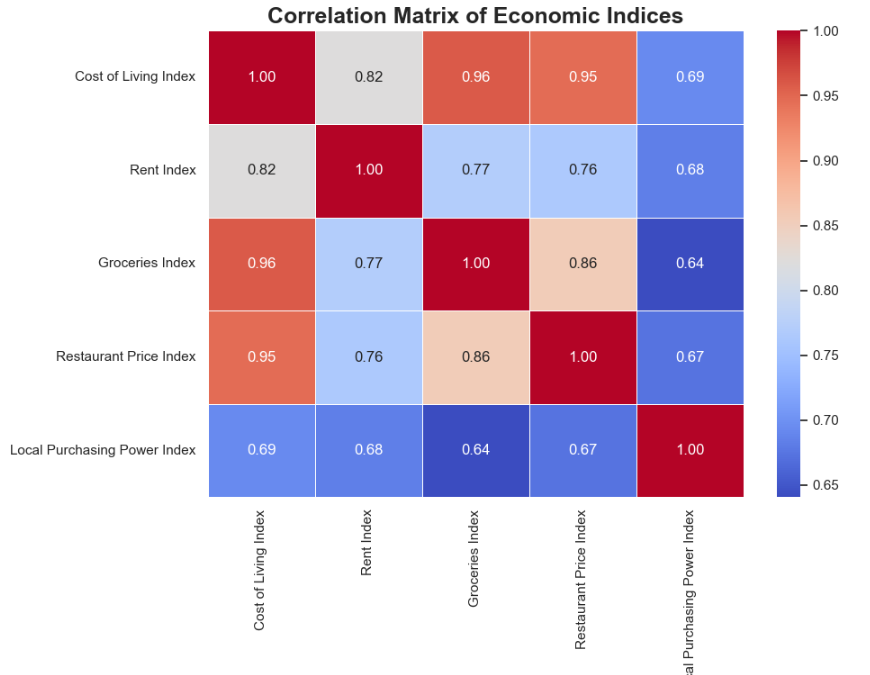 Correlation Matrix of Economic Indices
Cost of Living Index 1.00 0.82 0.96 0.95 0.69
Rent Index 0.82 1.00 0.77 0.76 0.68
Groceries Index 0.96 0.77 1.00 0.86 0.64
Restaurant Price Index 0.95 0.76 0.86 1.00 0.67
Local Purchasing Power Index 0.69 0.68 0.64 0.67 1.00
Cost of Living Index
Rent Index
Groceries Index
Restaurant Price Index
Purchasing Power Index
1.00
0.95
0.90
0.85
0.80
0.75
0.70
0.65